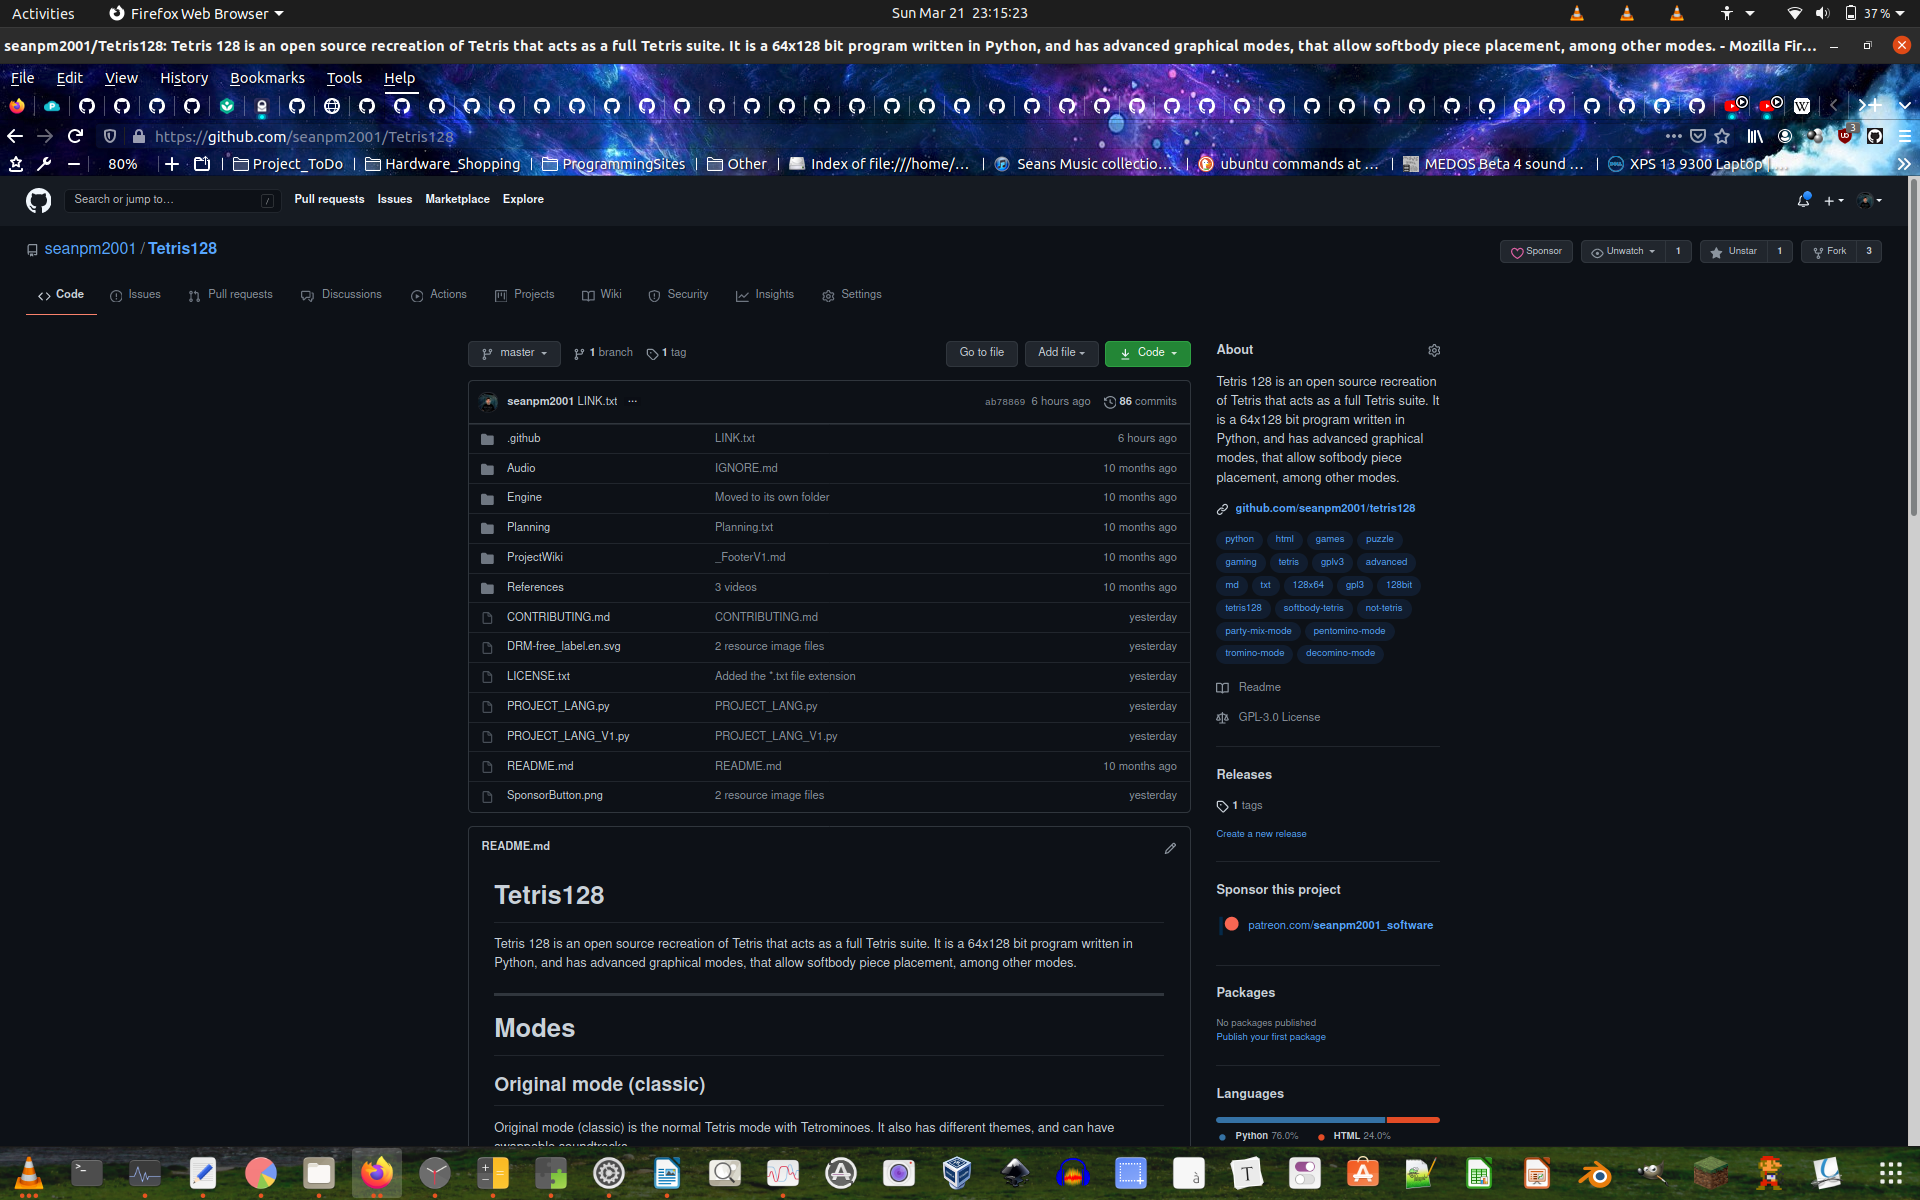 Activities
Firefox Web Browser
Sun Mar 21 23:15:23
37 %
seanpm2001/Tetris128: Tetris 128 is an open source recreation of Tetris that acts as a full Tetris suite. It is a 64x128 bit program written in Python, and has advanced graphical modes, that allow softbody piece placement, among other modes. - Mozilla Fir...
File Edit View History Bookmarks Tools Help
https://github.com/seanpm2001/Tetris128
3
80%
Project_ToDo
Hardware_Shopping
ProgrammingSites
Other
Index of file:///home/...
Seans Music collectio...
ubuntu commands at ...
MEDOS Beta 4 sound ...
XPS 13 9300 Laptop
Search or jump to...
/
Pull requests Issues Marketplace Explore
seanpm2001 / Tetris128
Sponsor
Unwatch 1
Unstar 1
Fork 3
Code Issues Pull requests Discussions Actions Projects Wiki Security Insights Settings
master
1 branch
1 tag
Go to file
Add file
Code
seanpm2001 LINK.txt ...
ab78869 6 hours ago 86 commits
.github LINK.txt 6 hours ago
Audio IGNORE.md 10 months ago
Engine Moved to its own folder 10 months ago
Planning Planning.txt 10 months ago
ProjectWiki _FooterV1.md 10 months ago
References 3 videos 10 months ago
CONTRIBUTING.md CONTRIBUTING.md yesterday
DRM-free_label.en.svg 2 resource image files yesterday
LICENSE.txt Added the *.txt file extension yesterday
PROJECT_LANG.py PROJECT_LANG.py yesterday
PROJECT_LANG_V1.py PROJECT_LANG_V1.py yesterday
README.md README.md 10 months ago
SponsorButton.png 2 resource image files yesterday
README.md
Tetris128
Tetris 128 is an open source recreation of Tetris that acts as a full Tetris suite. It is a 64x128 bit program written in
Python, and has advanced graphical modes, that allow softbody piece placement, among other modes.
Modes
Original mode (classic)
Original mode (classic) is the normal Tetris mode with Tetrominoes. It also has different themes, and can have
swappable soundtracks
About
Tetris 128 is an open source recreation
of Tetris that acts as a full Tetris suite. It
is a 64x128 bit program written in
Python, and has advanced graphical
modes, that allow softbody piece
placement, among other modes.
github.com/seanpm2001/tetris128
python html games puzzle
gaming tetris gplv3 advanced
md txt 128x64 gpl3 128bit
tetris128 softbody-tetris not-tetris
party-mix-mode pentomino-mode
tromino-mode decomino-mode
Readme
GPL-3.0 License
Releases
1 tags
Create a new release
Sponsor this project
patreon.com/seanpm2001_software
Packages
No packages published
Publish your first package
Languages
Python 76.0% HTML 24.0%